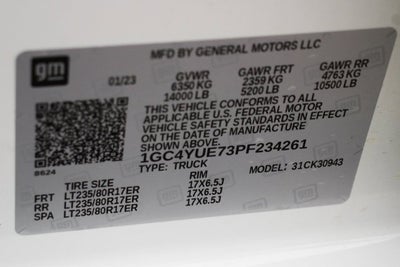 gm
MFD BY GENERAL MOTORS LLC
01/23 GVWR GAWR FRT GAWR RR
6350 KG 2359 KG 4763 KG
14000 LB 5200 LB 10500 LB
THIS VEHICLE CONFORMS TO ALL
APPLICABLE U.S. FEDERAL MOTOR
VEHICLE SAFETY STANDARDS IN EFFECT
ON THE DATE OF MANUFACTURE
SHOWN ABOVE.
1GC4YUE73PF234261
8624
TYPE: TRUCK MODEL: 31CK30943
TIRE SIZE RIM
FRT LT235/80R17ER 17X6.5J
RR LT235/80R17ER 17X6.5J
SPA LT235/80R17ER 17X6.5J